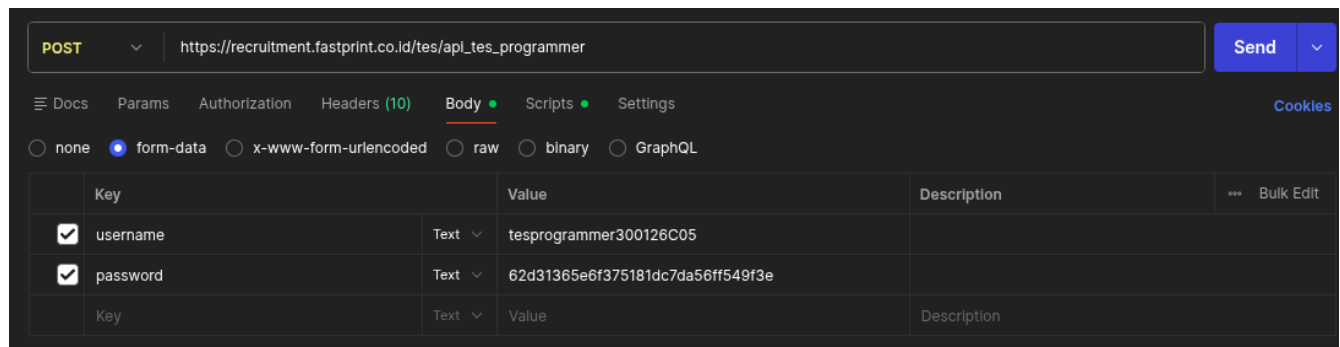 POST https://recruitment.fastprint.co.id/tes/api_tes_programmer Send
Docs Params Authorization Headers (10) Body Scripts Settings Cookies
none form-data x-www-form-urlencoded raw binary GraphQL
Key Value Description Bulk Edit
username Text tesprogrammer300126C05
password Text 62d31365e6f375181dc7da56ff549f3e
Key Text Value Description